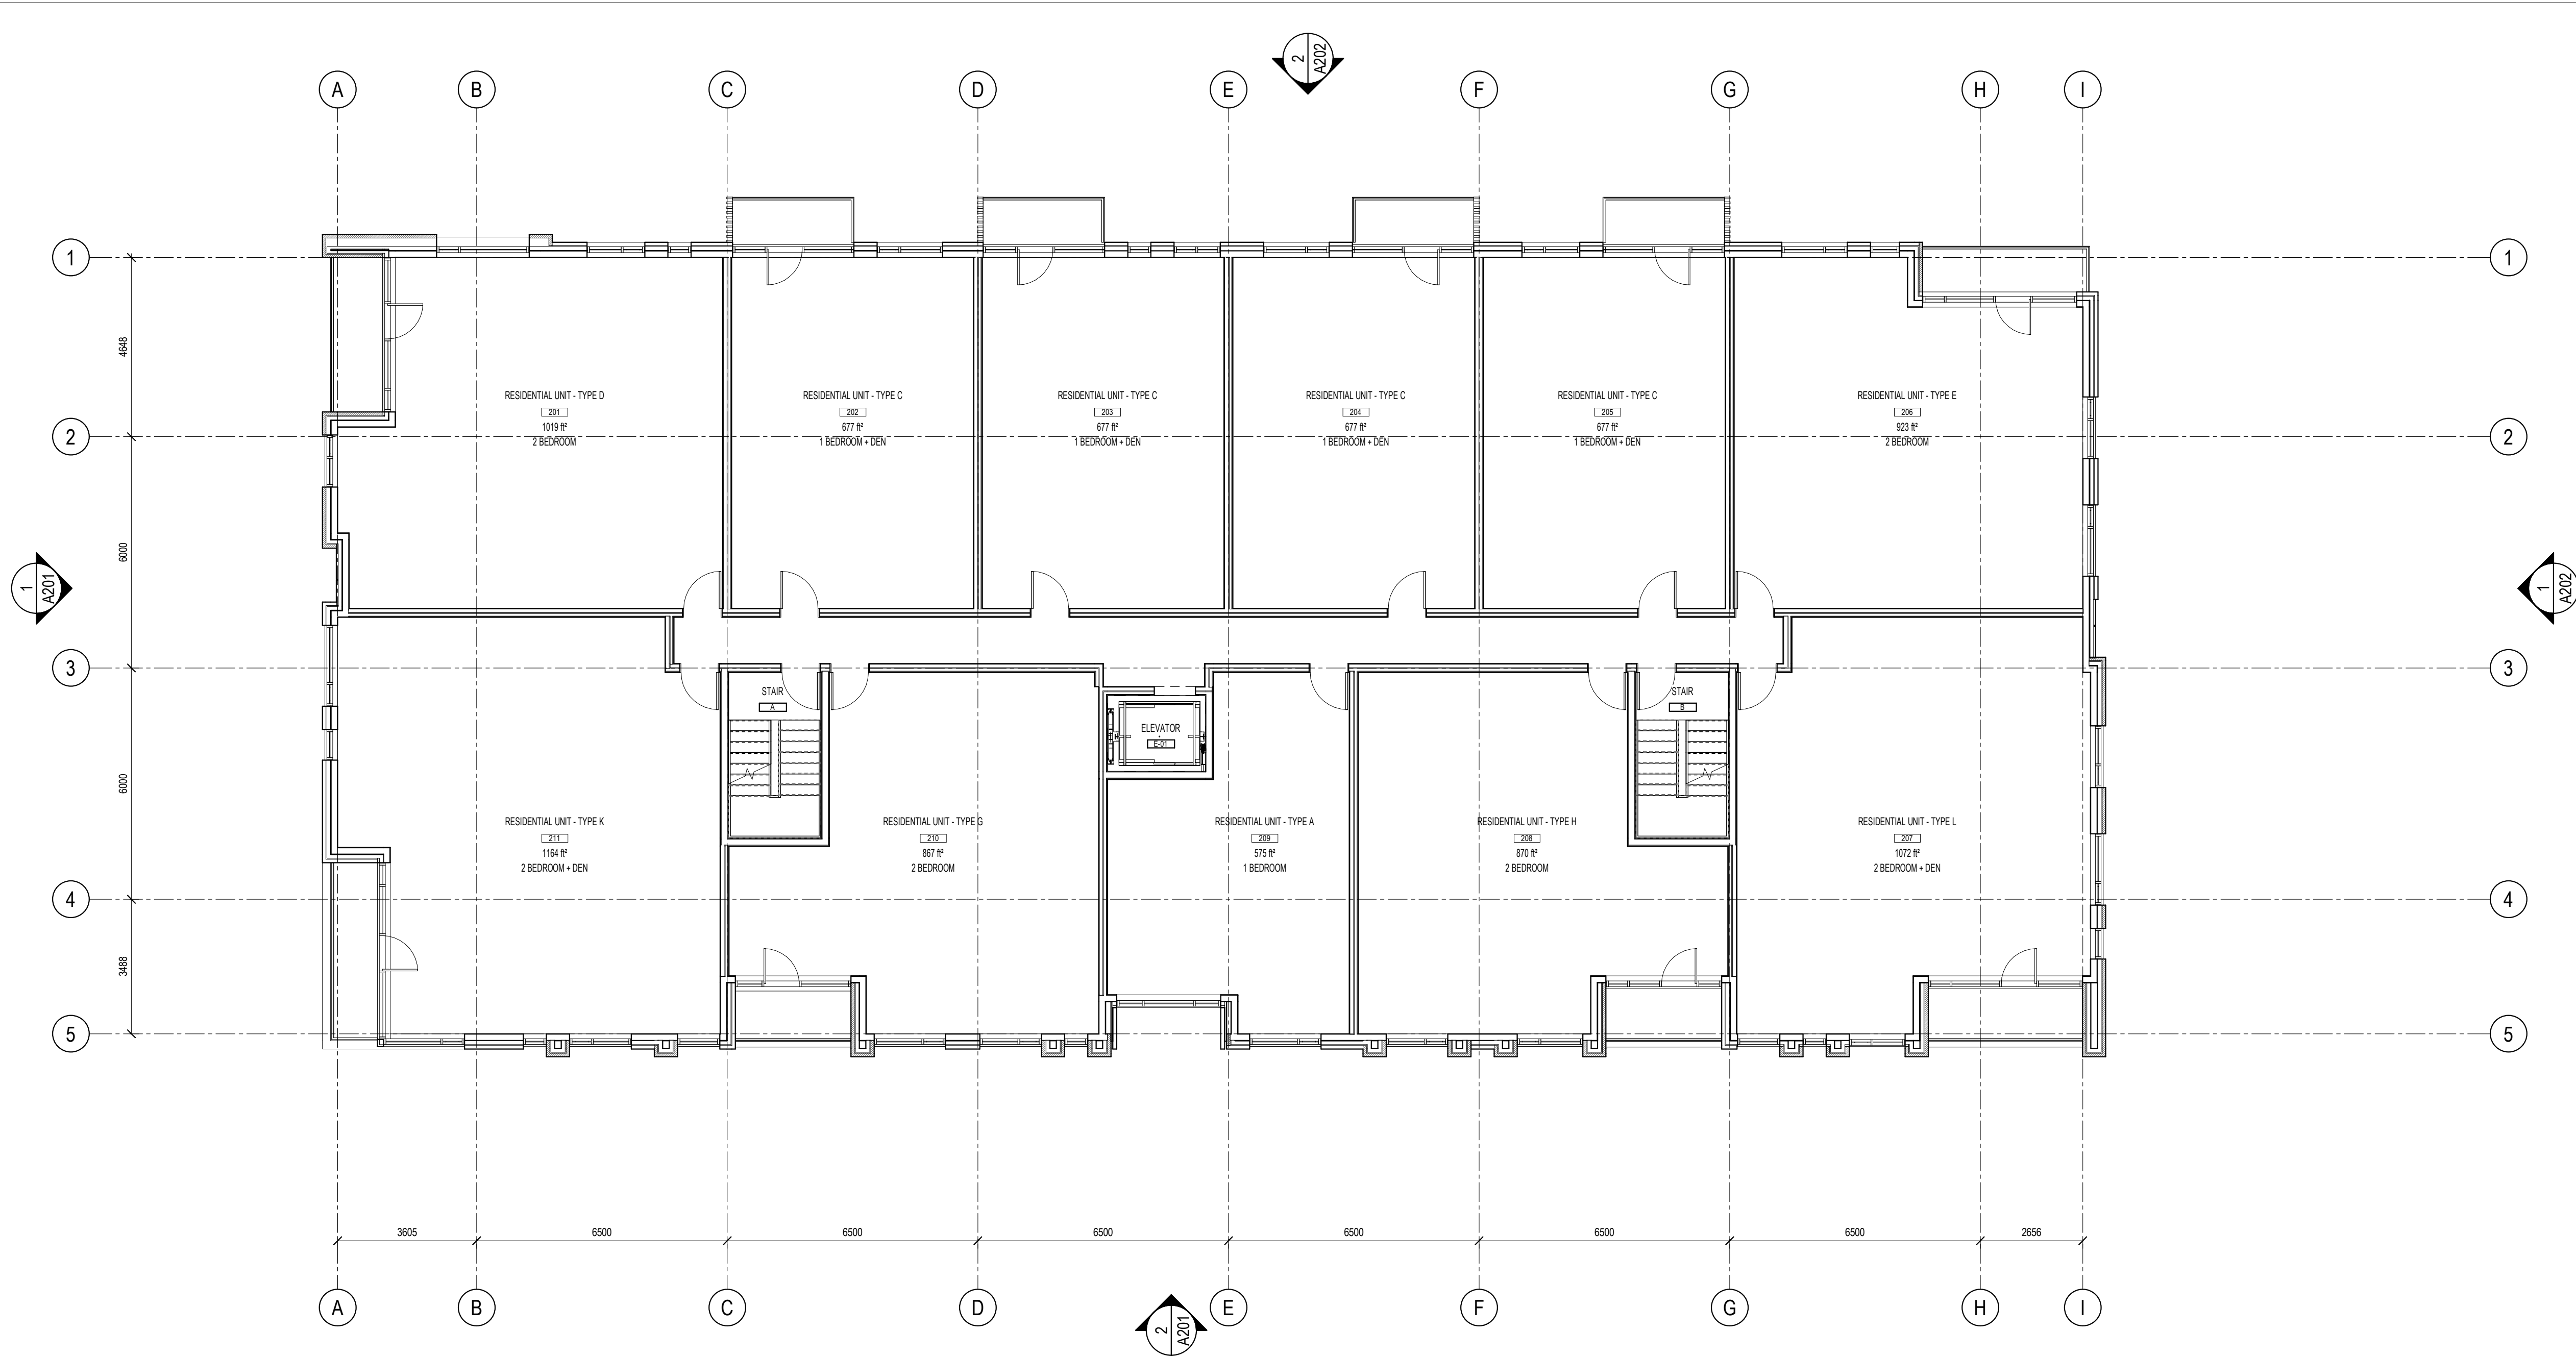 2
A202
A
B
C
D
E
F
G
H
I
1
1
4648
RESIDENTIAL UNIT - TYPE D
201
1019 ft²
2 BEDROOM
RESIDENTIAL UNIT - TYPE C
202
677 ft²
1 BEDROOM + DEN
RESIDENTIAL UNIT - TYPE C
203
677 ft²
1 BEDROOM + DEN
RESIDENTIAL UNIT - TYPE C
204
677 ft²
1 BEDROOM + DEN
RESIDENTIAL UNIT - TYPE C
205
677 ft²
1 BEDROOM + DEN
RESIDENTIAL UNIT - TYPE E
206
923 ft²
2 BEDROOM
2
2
6000
1
A201
1
A202
3
3
STAIR
A
ELEVATOR
E-01
STAIR
B
6000
RESIDENTIAL UNIT - TYPE K
211
1164 ft²
2 BEDROOM + DEN
RESIDENTIAL UNIT - TYPE G
210
867 ft²
2 BEDROOM
RESIDENTIAL UNIT - TYPE A
209
575 ft²
1 BEDROOM
RESIDENTIAL UNIT - TYPE H
208
870 ft²
2 BEDROOM
RESIDENTIAL UNIT - TYPE L
207
1072 ft²
2 BEDROOM + DEN
4
4
3488
5
5
3605
6500
6500
6500
6500
6500
6500
2656
A
B
C
D
E
F
G
H
I
2
A201